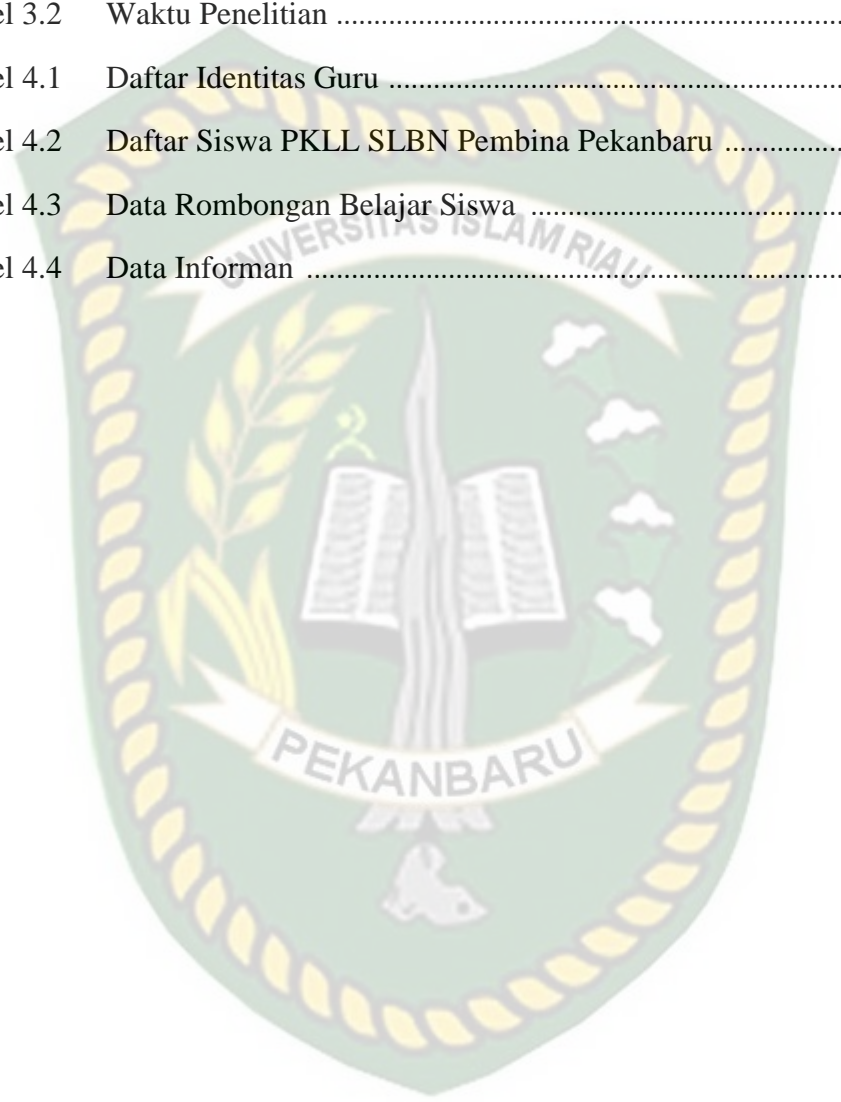 el 3.2 Waktu Penelitian ................................................................
el 4.1 Daftar Identitas Guru .........................................................
el 4.2 Daftar Siswa PKLL SLBN Pembina Pekanbaru ...............
el 4.3 Data Rombongan Belajar Siswa .......................................
el 4.4 Data Informan ....................................................................
UNIVERSITAS ISLAM RIAU
PEKANBARU